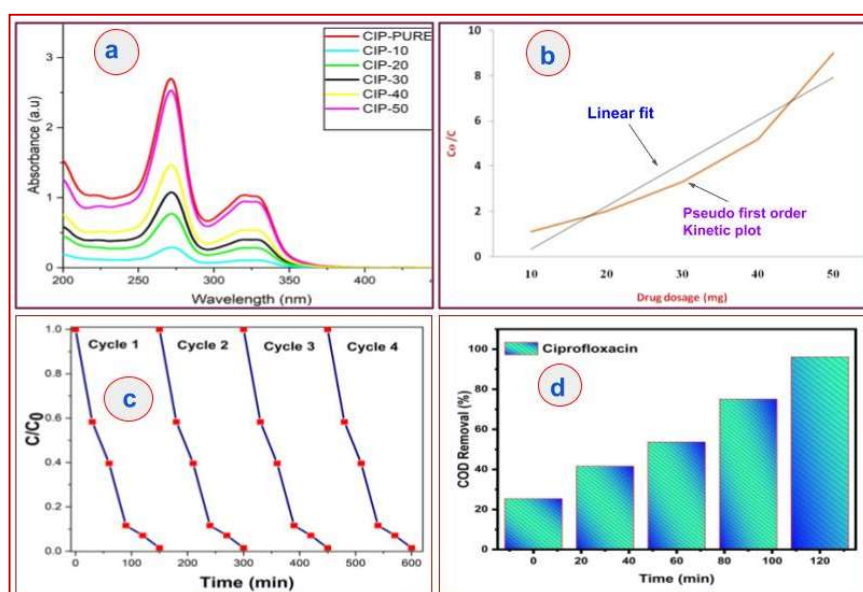 a
CIP-PURE
CIP-10
CIP-20
CIP-30
CIP-40
CIP-50
3
2
1
0
Absorbance (a.u)
200 250 300 350 400
Wavelength (nm)
b
10
8
6
4
2
0
Co /C
Linear fit
Pseudo first order
Kinetic plot
10 20 30 40 50
Drug dosage (mg)
1.0
0.8
0.6
0.4
0.2
0.0
C/C0
Cycle 1 Cycle 2 Cycle 3 Cycle 4
c
0 100 200 300 400 500 600
Time (min)
Ciprofloxacin
d
100
80
60
40
20
0
COD Removal (%)
0 20 40 60 80 100 120
Time (min)